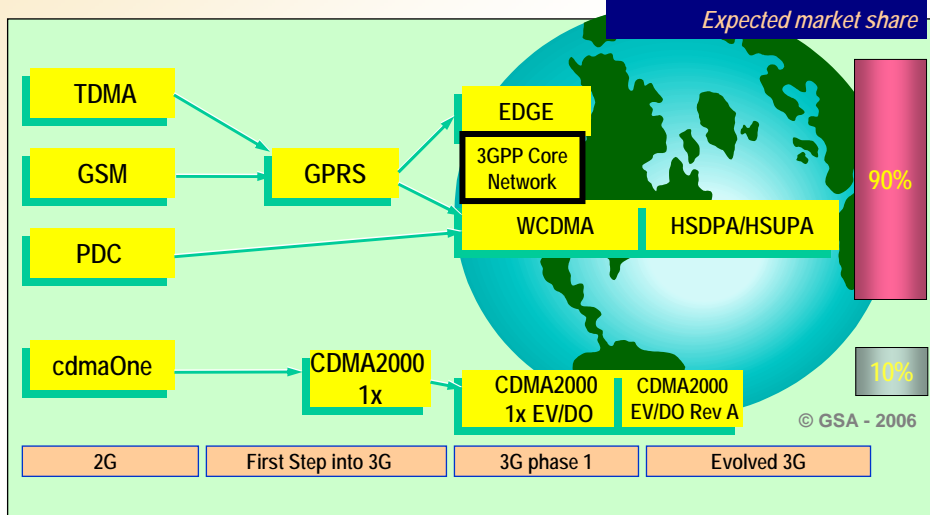 Expected market share
TDMA
EDGE
GSM
GPRS
3GPP Core
Network
90%
WCDMA
HSDPA/HSUPA
PDC
cdmaOne
CDMA2000
1x
CDMA2000
1x EV/DO
CDMA2000
EV/DO Rev A
10%
© GSA - 2006
2G
First Step into 3G
3G phase 1
Evolved 3G